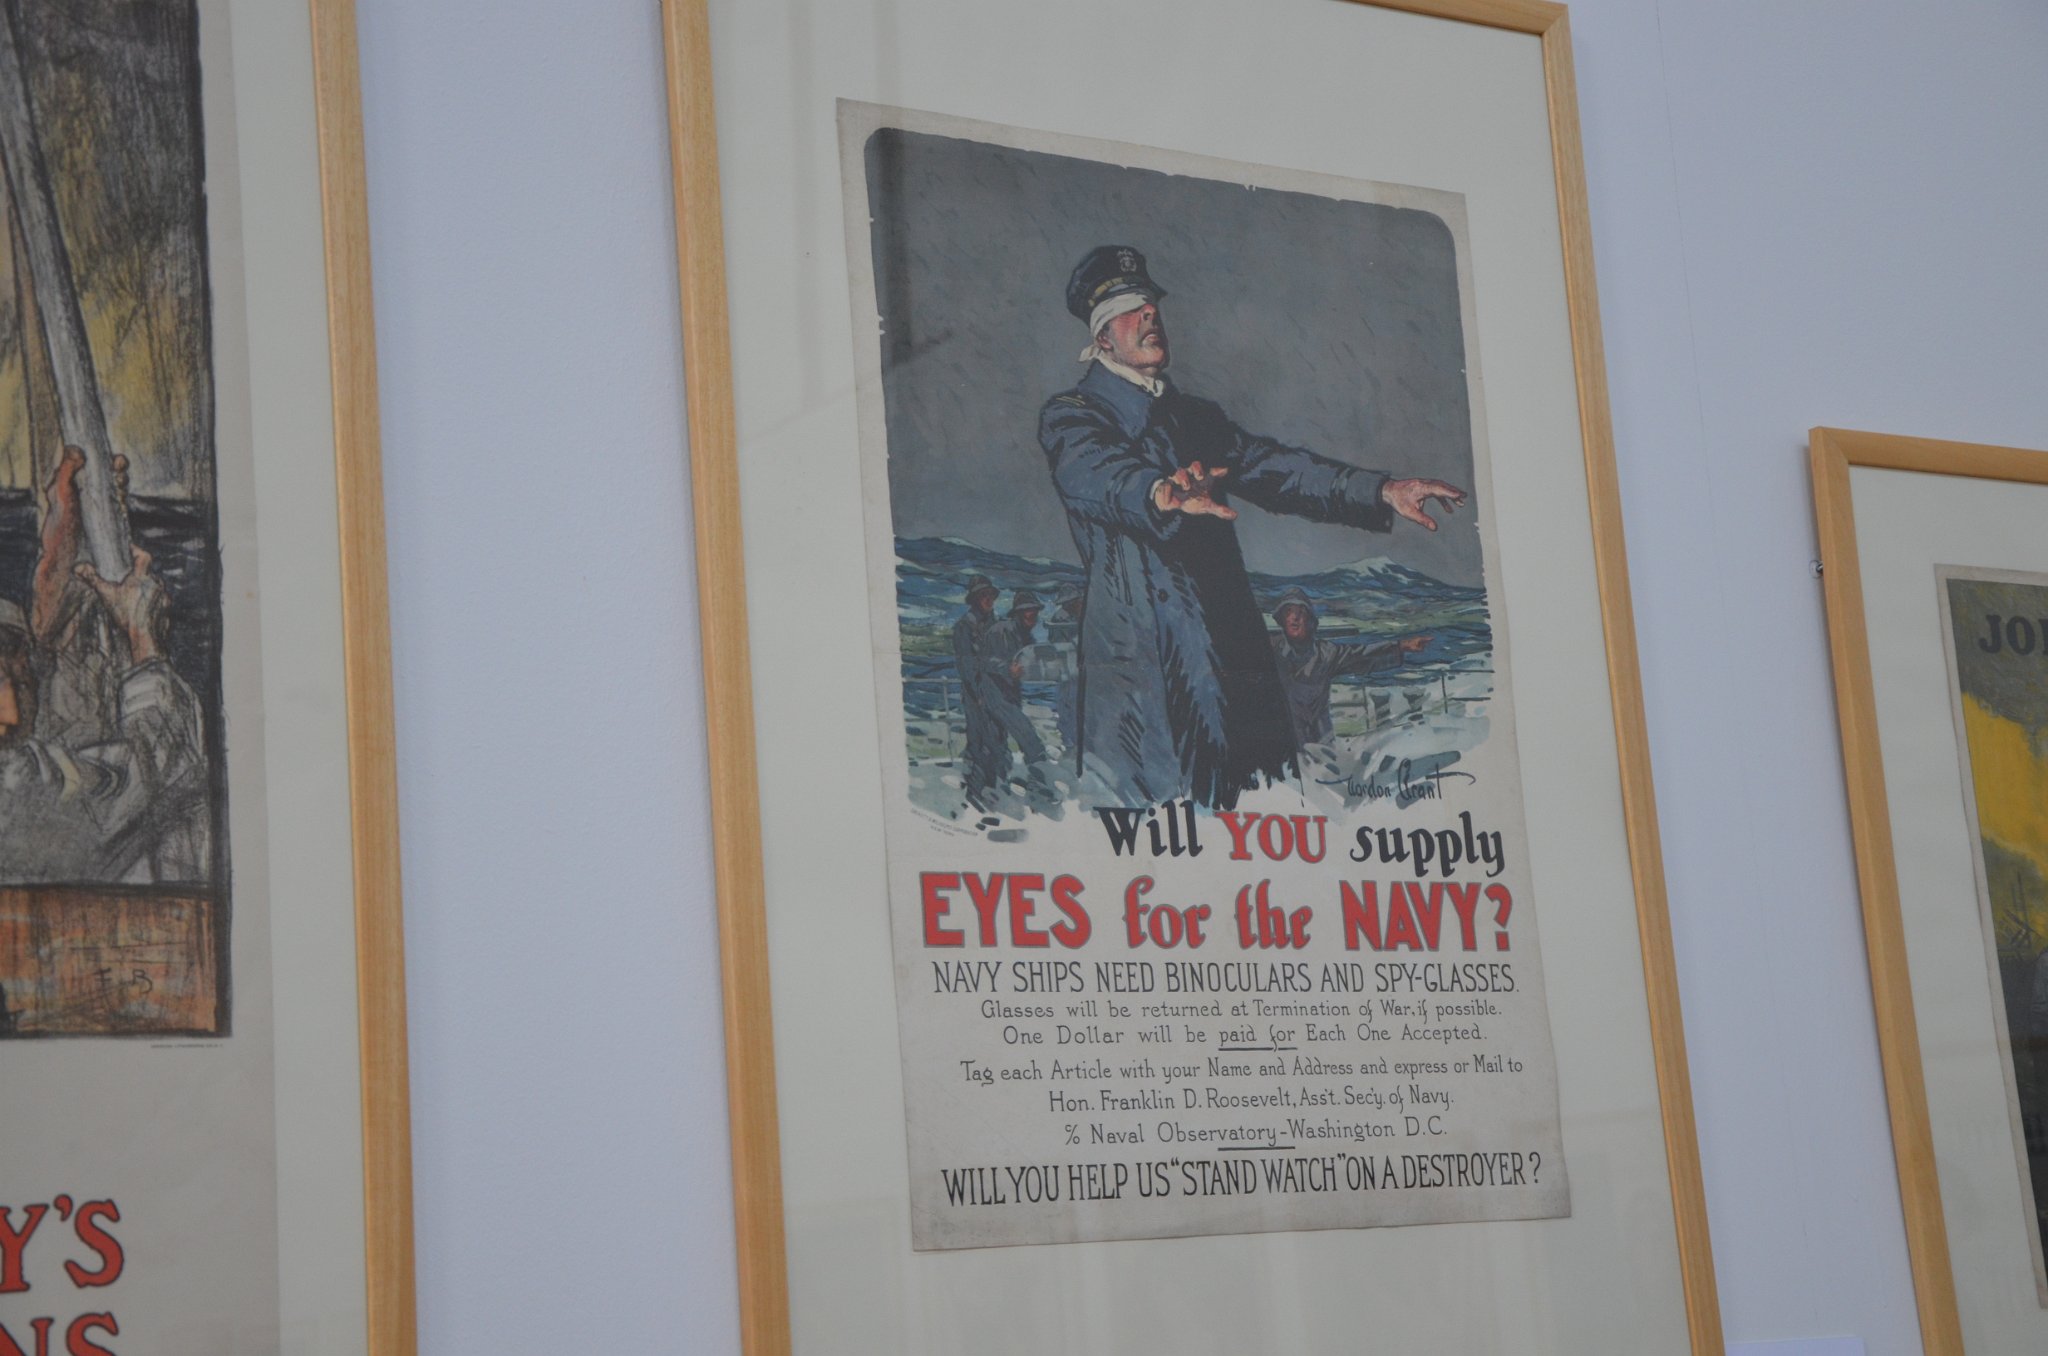 Y'S
NS
E B
Gordon Grant
Will YOU supply
EYES for the NAVY?
NAVY SHIPS NEED BINOCULARS AND SPY-GLASSES.
Glasses will be returned at Termination of War, if possible.
One Dollar will be paid for Each One Accepted.
Tag each Article with your Name and Address and express or Mail to
Hon. Franklin D. Roosevelt, Ass't. Sec'y. of Navy.
℅ Naval Observatory-Washington D.C.
WILL YOU HELP US "STAND WATCH" ON A DESTROYER?
JO